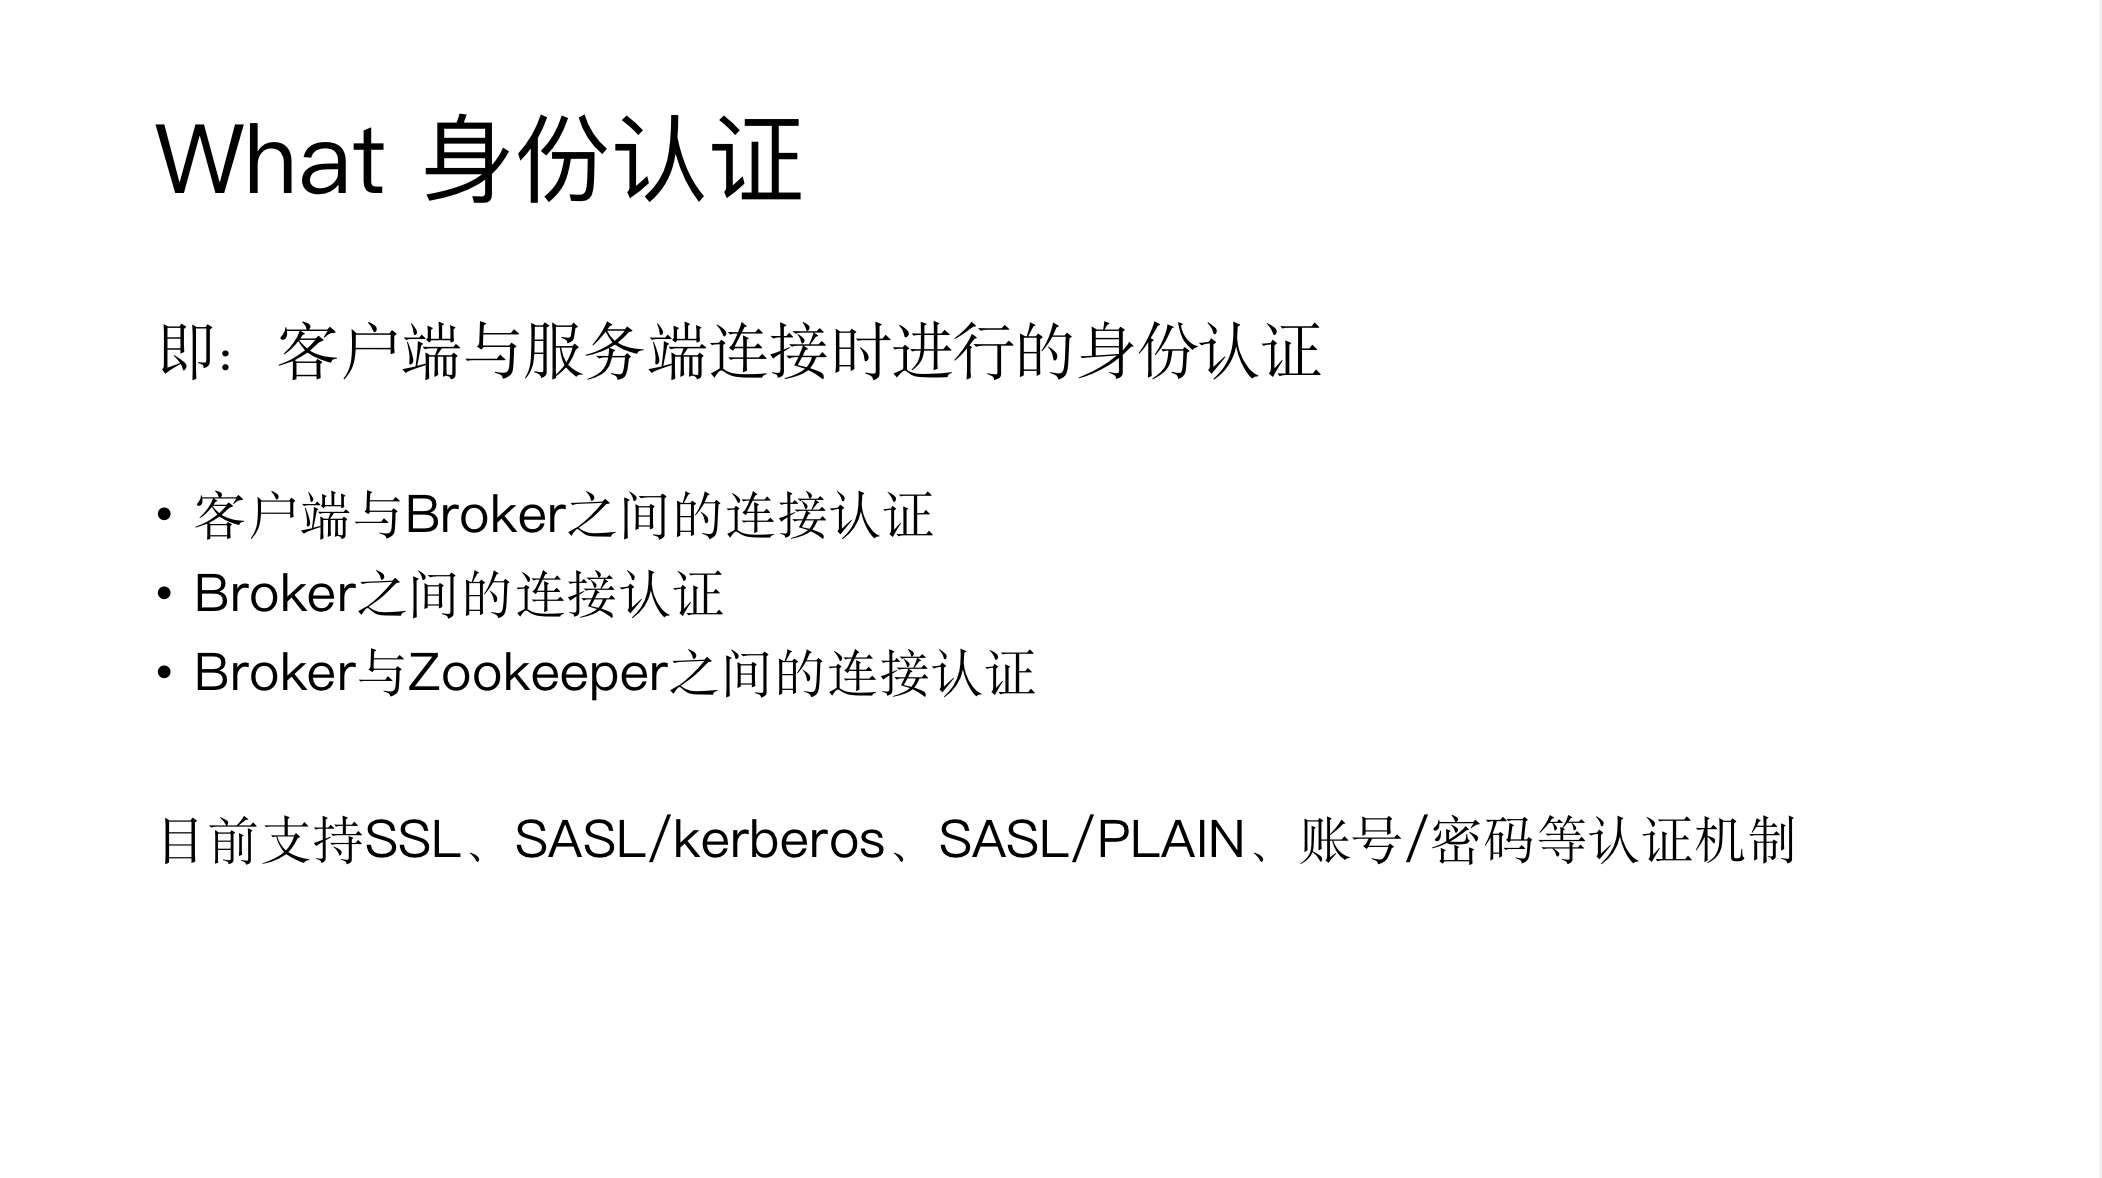 What 身份认证
即：客户端与服务端连接时进行的身份认证
• 客户端与Broker之间的连接认证
• Broker之间的连接认证
• Broker与Zookeeper之间的连接认证
目前支持SSL、SASL/kerberos、SASL/PLAIN、账号/密码等认证机制